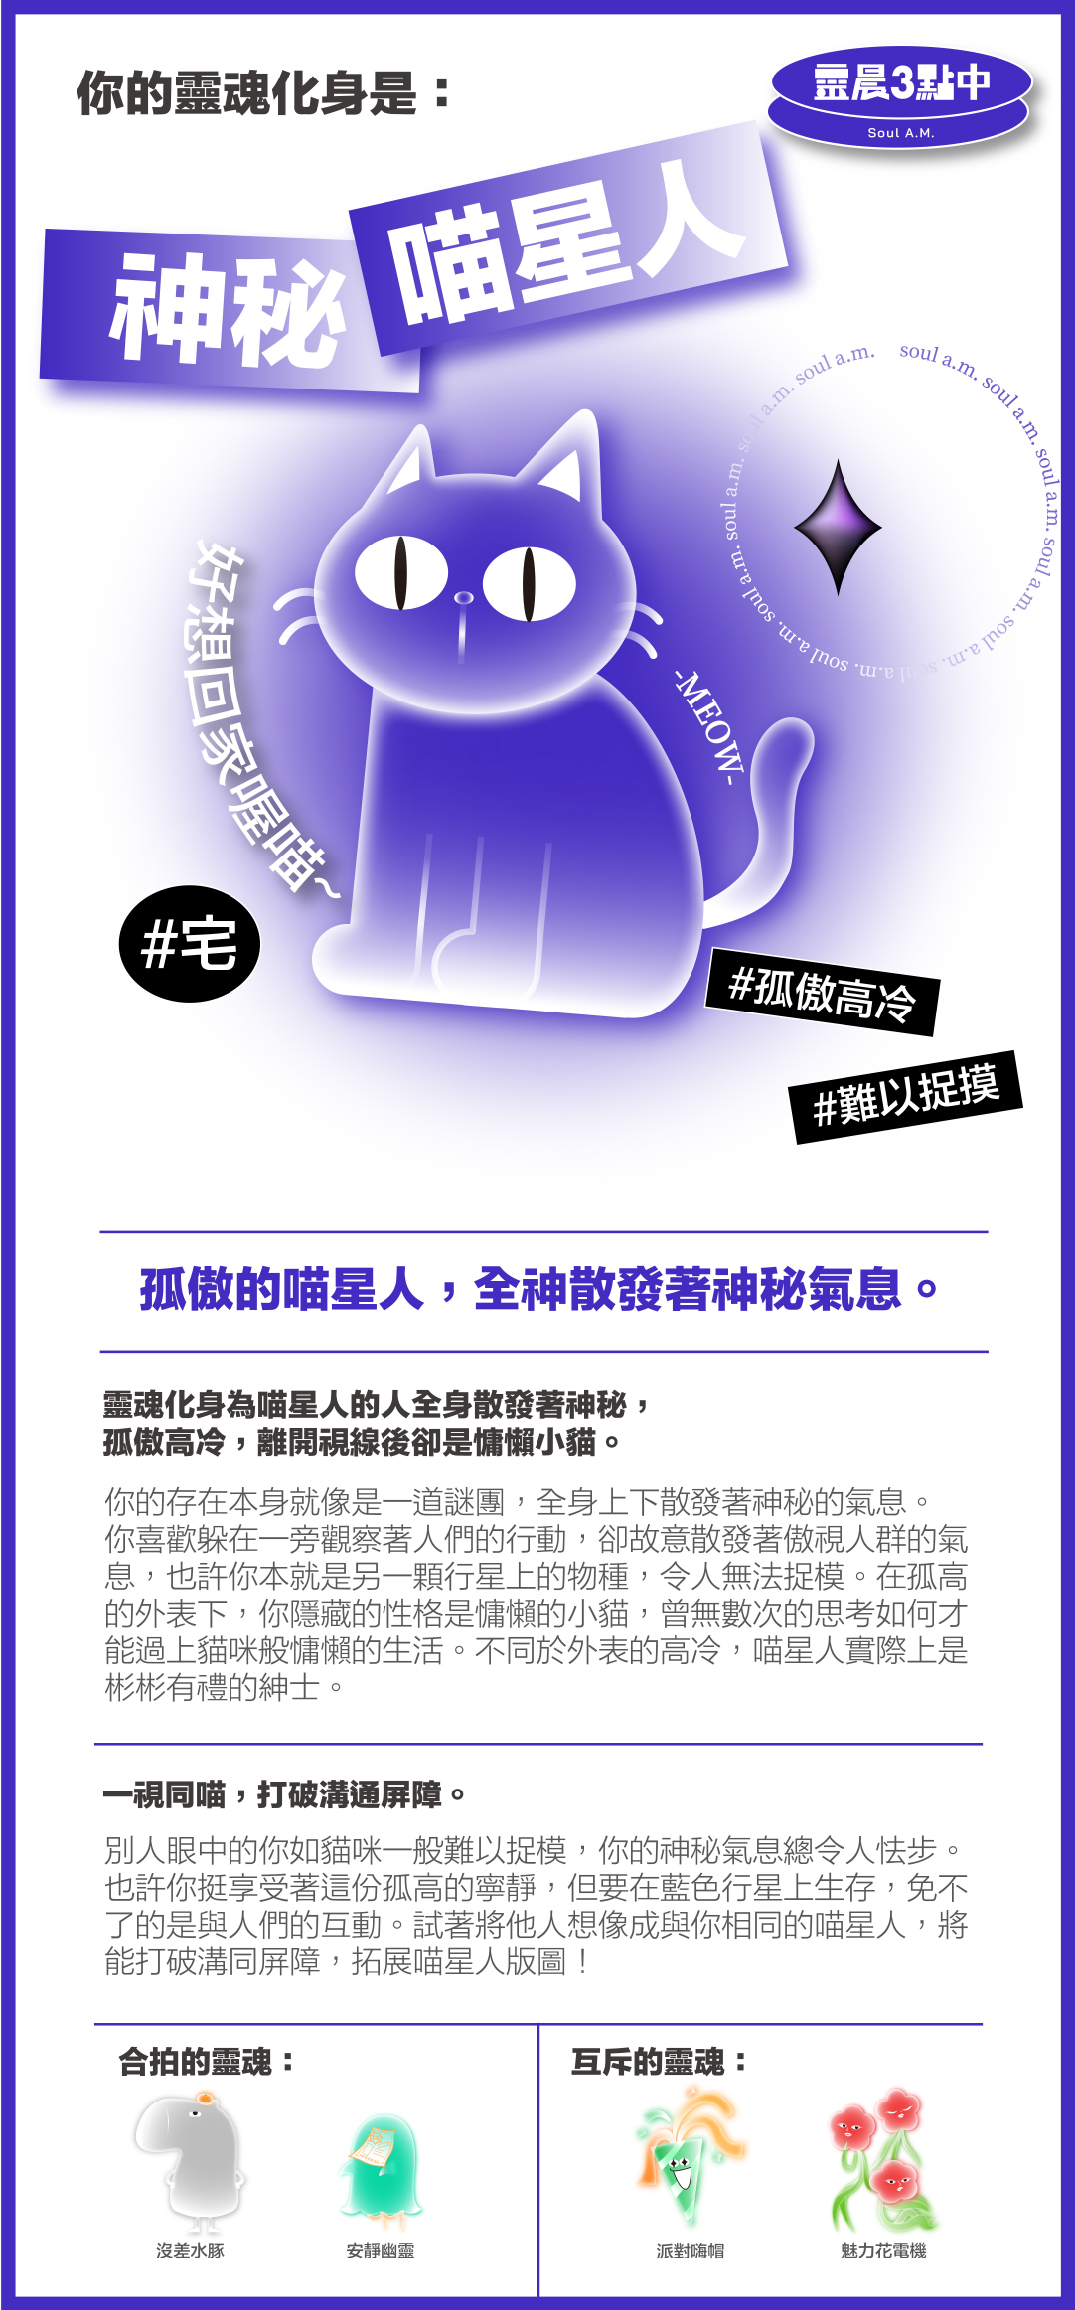 你的靈魂化身是：
靈晨3點中
Soul A.M.
神秘
喵星人
soul a.m. soul a.m. soul a.m. soul a.m. soul a.m. soul a.m. soul a.m. soul a.m. soul a.m. soul a.m.
好想回家喔喵~
-MEOW-
#宅
#孤傲高冷
#難以捉摸
孤傲的喵星人，全神散發著神秘氣息。
靈魂化身為喵星人的人全身散發著神秘，
孤傲高冷，離開視線後卻是慵懶小貓。
你的存在本身就像是一道謎團，全身上下散發著神秘的氣息。
你喜歡躲在一旁觀察著人們的行動，卻故意散發著傲視人群的氣
息，也許你本就是另一顆行星上的物種，令人無法捉模。在孤高
的外表下，你隱藏的性格是慵懶的小貓，曾無數次的思考如何才
能過上貓咪般慵懶的生活。不同於外表的高冷，喵星人實際上是
彬彬有禮的紳士。
一視同喵，打破溝通屏障。
別人眼中的你如貓咪一般難以捉模，你的神秘氣息總令人怯步。
也許你挺享受著這份孤高的寧靜，但要在藍色行星上生存，免不
了的是與人們的互動。試著將他人想像成與你相同的喵星人，將
能打破溝同屏障，拓展喵星人版圖！
合拍的靈魂：
互斥的靈魂：
沒差水豚
安靜幽靈
派對嗨帽
魅力花電機